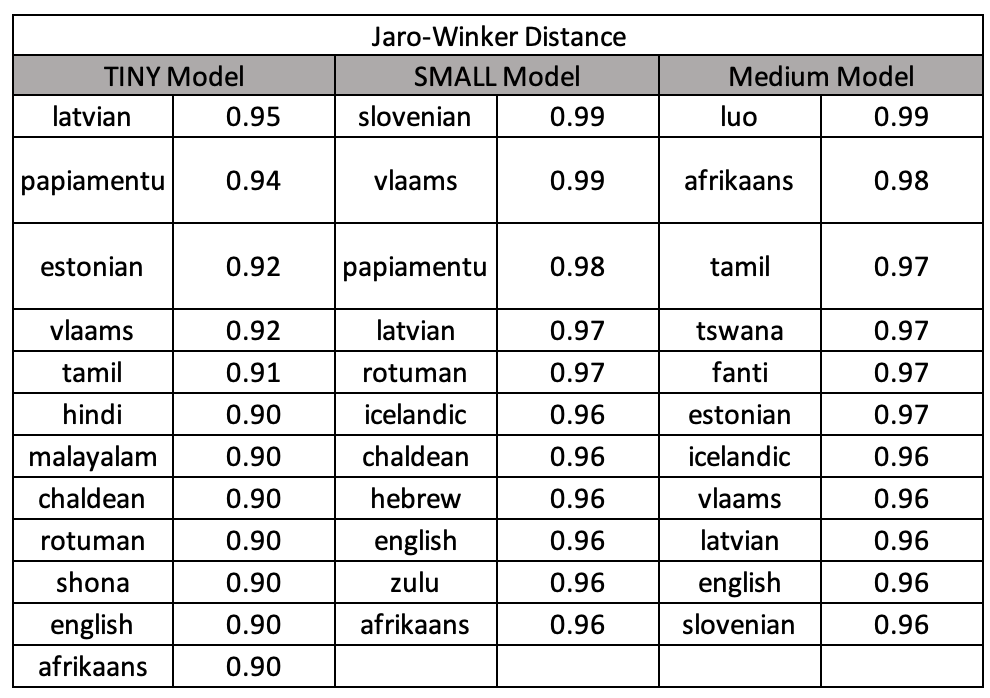 Jaro-Winker Distance
TINY Model SMALL Model Medium Model
latvian 0.95 slovenian 0.99 luo 0.99
papiamentu 0.94 vlaams 0.99 afrikaans 0.98
estonian 0.92 papiamentu 0.98 tamil 0.97
vlaams 0.92 latvian 0.97 tswana 0.97
tamil 0.91 rotuman 0.97 fanti 0.97
hindi 0.90 icelandic 0.96 estonian 0.97
malayalam 0.90 chaldean 0.96 icelandic 0.96
chaldean 0.90 hebrew 0.96 vlaams 0.96
rotuman 0.90 english 0.96 latvian 0.96
shona 0.90 zulu 0.96 english 0.96
english 0.90 afrikaans 0.96 slovenian 0.96
afrikaans 0.90